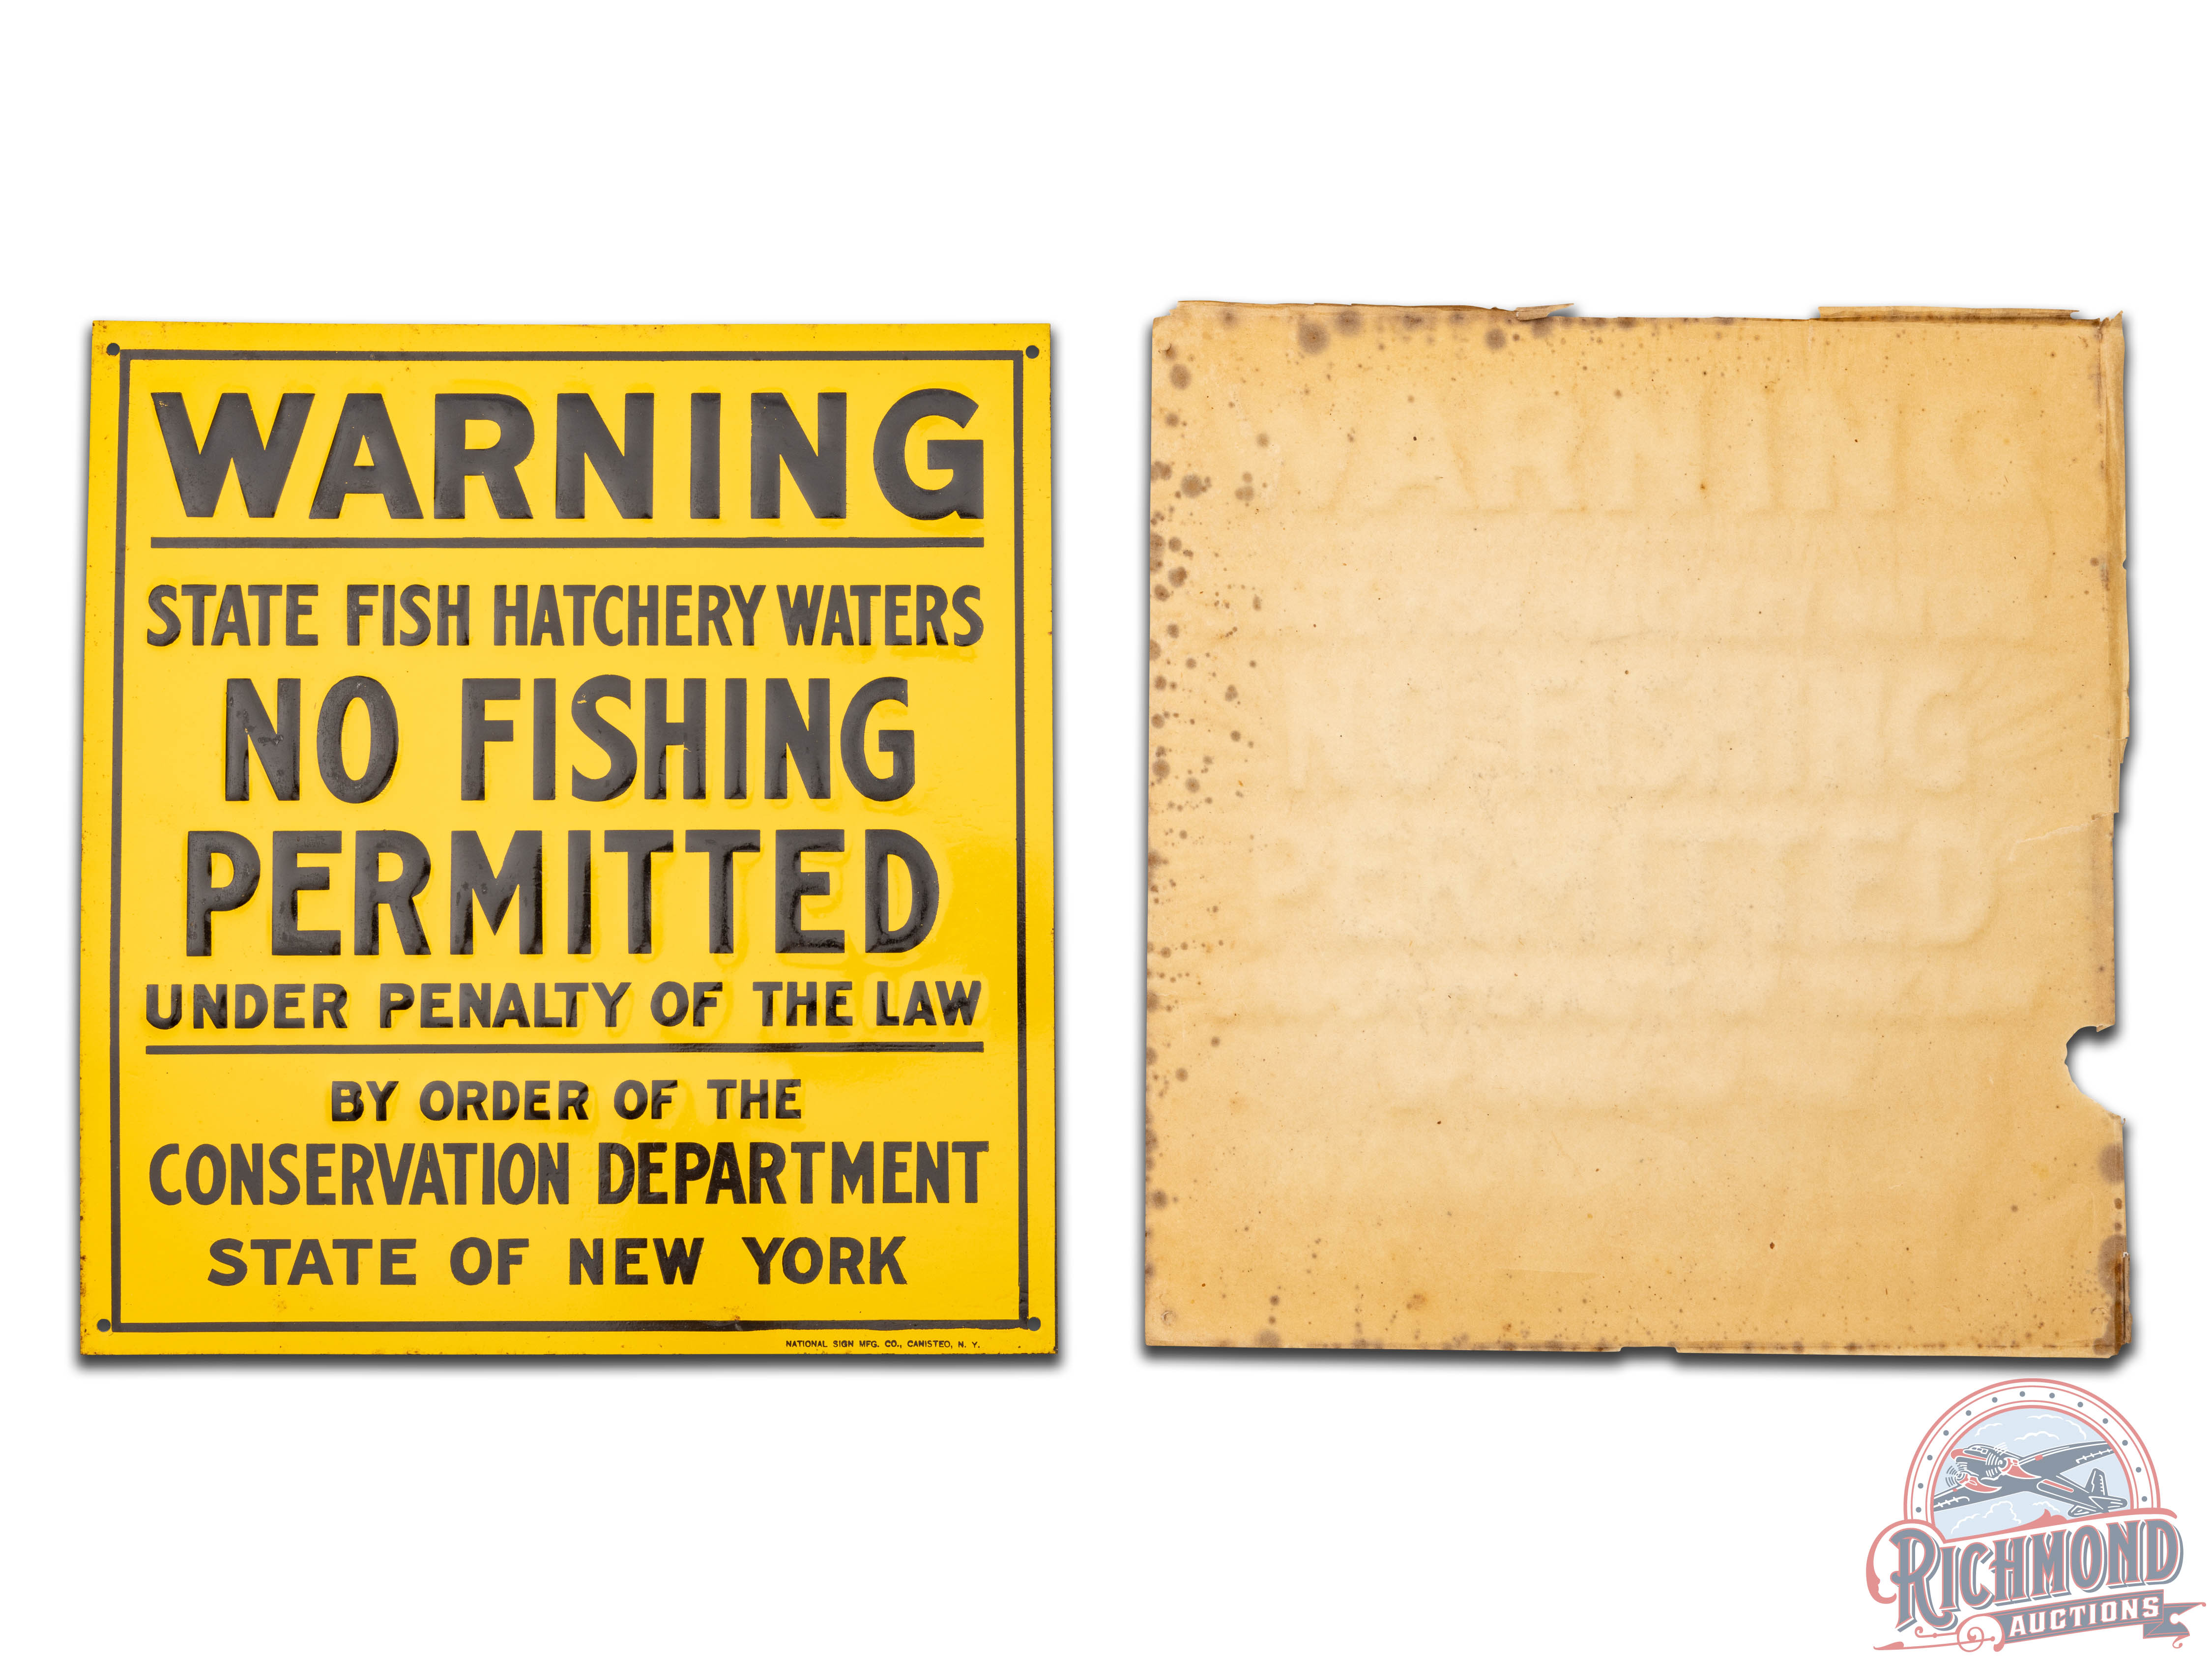 WARNING
STATE FISH HATCHERY WATERS
NO FISHING
PERMITTED
UNDER PENALTY OF THE LAW
BY ORDER OF THE
CONSERVATION DEPARTMENT
STATE OF NEW YORK
NATIONAL SIGN MFG. CO., CANISTEO, N. Y.
RICHMOND
AUCTIONS